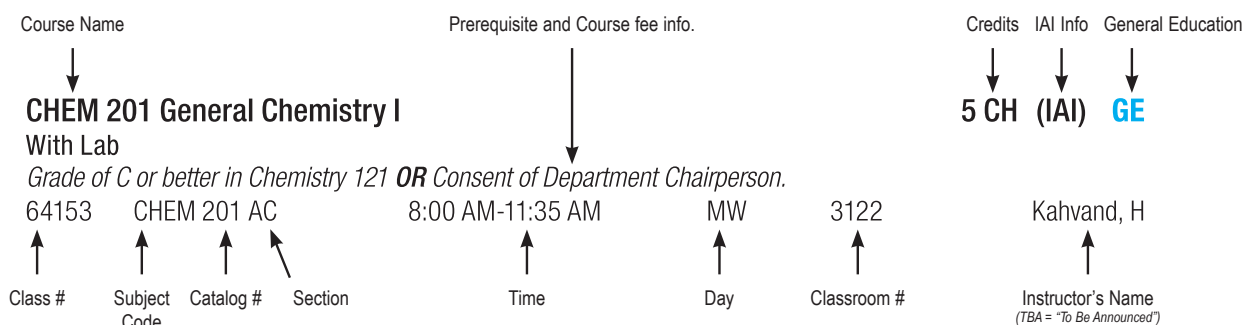 Course Name Prerequisite and Course fee info. Credits IAI Info General Education
CHEM 201 General Chemistry I 5 CH (IAI) GE
With Lab
Grade of C or better in Chemistry 121 OR Consent of Department Chairperson.
64153 CHEM 201 AC 8:00 AM-11:35 AM MW 3122 Kahvand, H
Class # Subject Catalog # Section Time Day Classroom # Instructor's Name
Code (TBA = "To Be Announced")